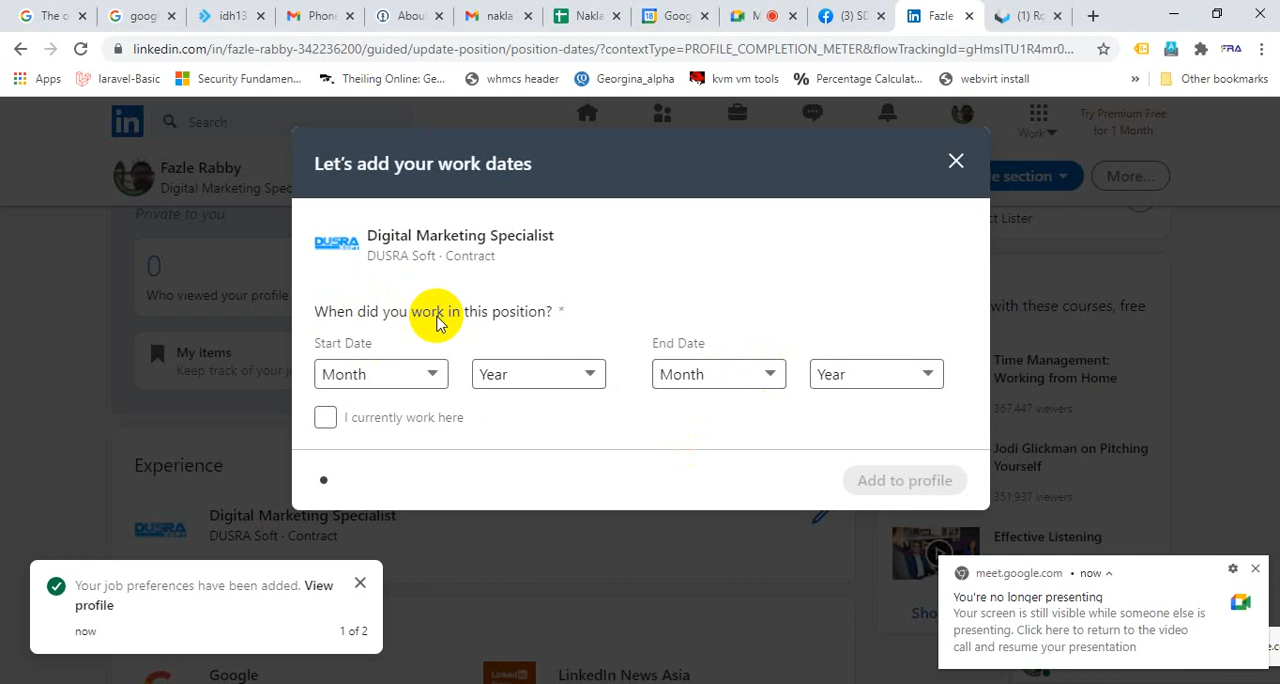 The o
googl
idh13
Phone
Abou
nakla
Nakla
Goog
M
(3) SD
Fazle
(1) Ro
linkedin.com/in/fazle-rabby-342236200/guided/update-position/position-dates/?contextType=PROFILE_COMPLETION_METER&flowTrackingId=gHmslTU1R4mr0...
Apps
laravel-Basic
Security Fundamen...
Theiling Online: Ge...
whmcs header
Georgina_alpha
kvm vm tools
Percentage Calculat...
webvirt install
»
Other bookmarks
Search
Work
Try Premium Free
for 1 Month
Fazle Rabby
Digital Marketing Spec
e section
More...
Let's add your work dates
Private to you
0
Who viewed your profile
My items
Keep track of your j
ct Lister
with these courses, free
DUSRA
Digital Marketing Specialist
DUSRA Soft · Contract
When did you work in this position? *
Start Date
End Date
Month
Year
Month
Year
I currently work here
Add to profile
Time Management:
Working from Home
367,447 viewers
Jodi Glickman on Pitching
Yourself
351,937 viewers
Effective Listening
Experience
DUSRA
Digital Marketing Specialist
DUSRA Soft · Contract
Your job preferences have been added. View
profile
now
1 of 2
Sho
meet.google.com • now
You're no longer presenting
Your screen is still visible while someone else is
presenting. Click here to return to the video
call and resume your presentation
Google
LinkedIn News Asia